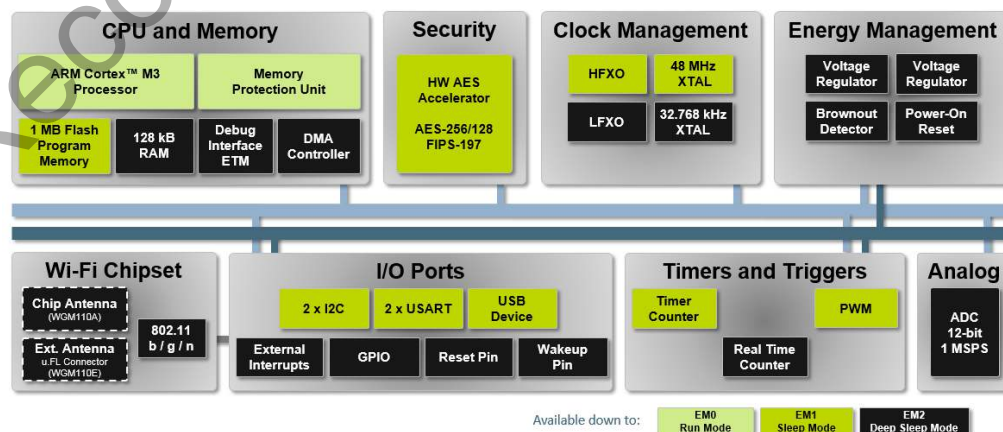 CPU and Memory
ARM Cortex™ M3
Processor
Memory
Protection Unit
1 MB Flash
Program
Memory
128 kB
RAM
Debug
Interface
ETM
DMA
Controller
Security
HW AES
Accelerator
AES-256/128
FIPS-197
Clock Management
HFXO
48 MHz
XTAL
LFXO
32.768 kHz
XTAL
Energy Management
Voltage
Regulator
Voltage
Regulator
Brownout
Detector
Power-On
Reset
Wi-Fi Chipset
Chip Antenna
(WGM110A)
Ext. Antenna
u.FL Connector
(WGM110E)
802.11
b / g / n
I/O Ports
2 x I2C
2 x USART
USB
Device
External
Interrupts
GPIO
Reset Pin
Wakeup
Pin
Timers and Triggers
Timer
Counter
PWM
Real Time
Counter
Analog
ADC
12-bit
1 MSPS
Available down to:
EM0
Run Mode
EM1
Sleep Mode
EM2
Deep Sleep Mode